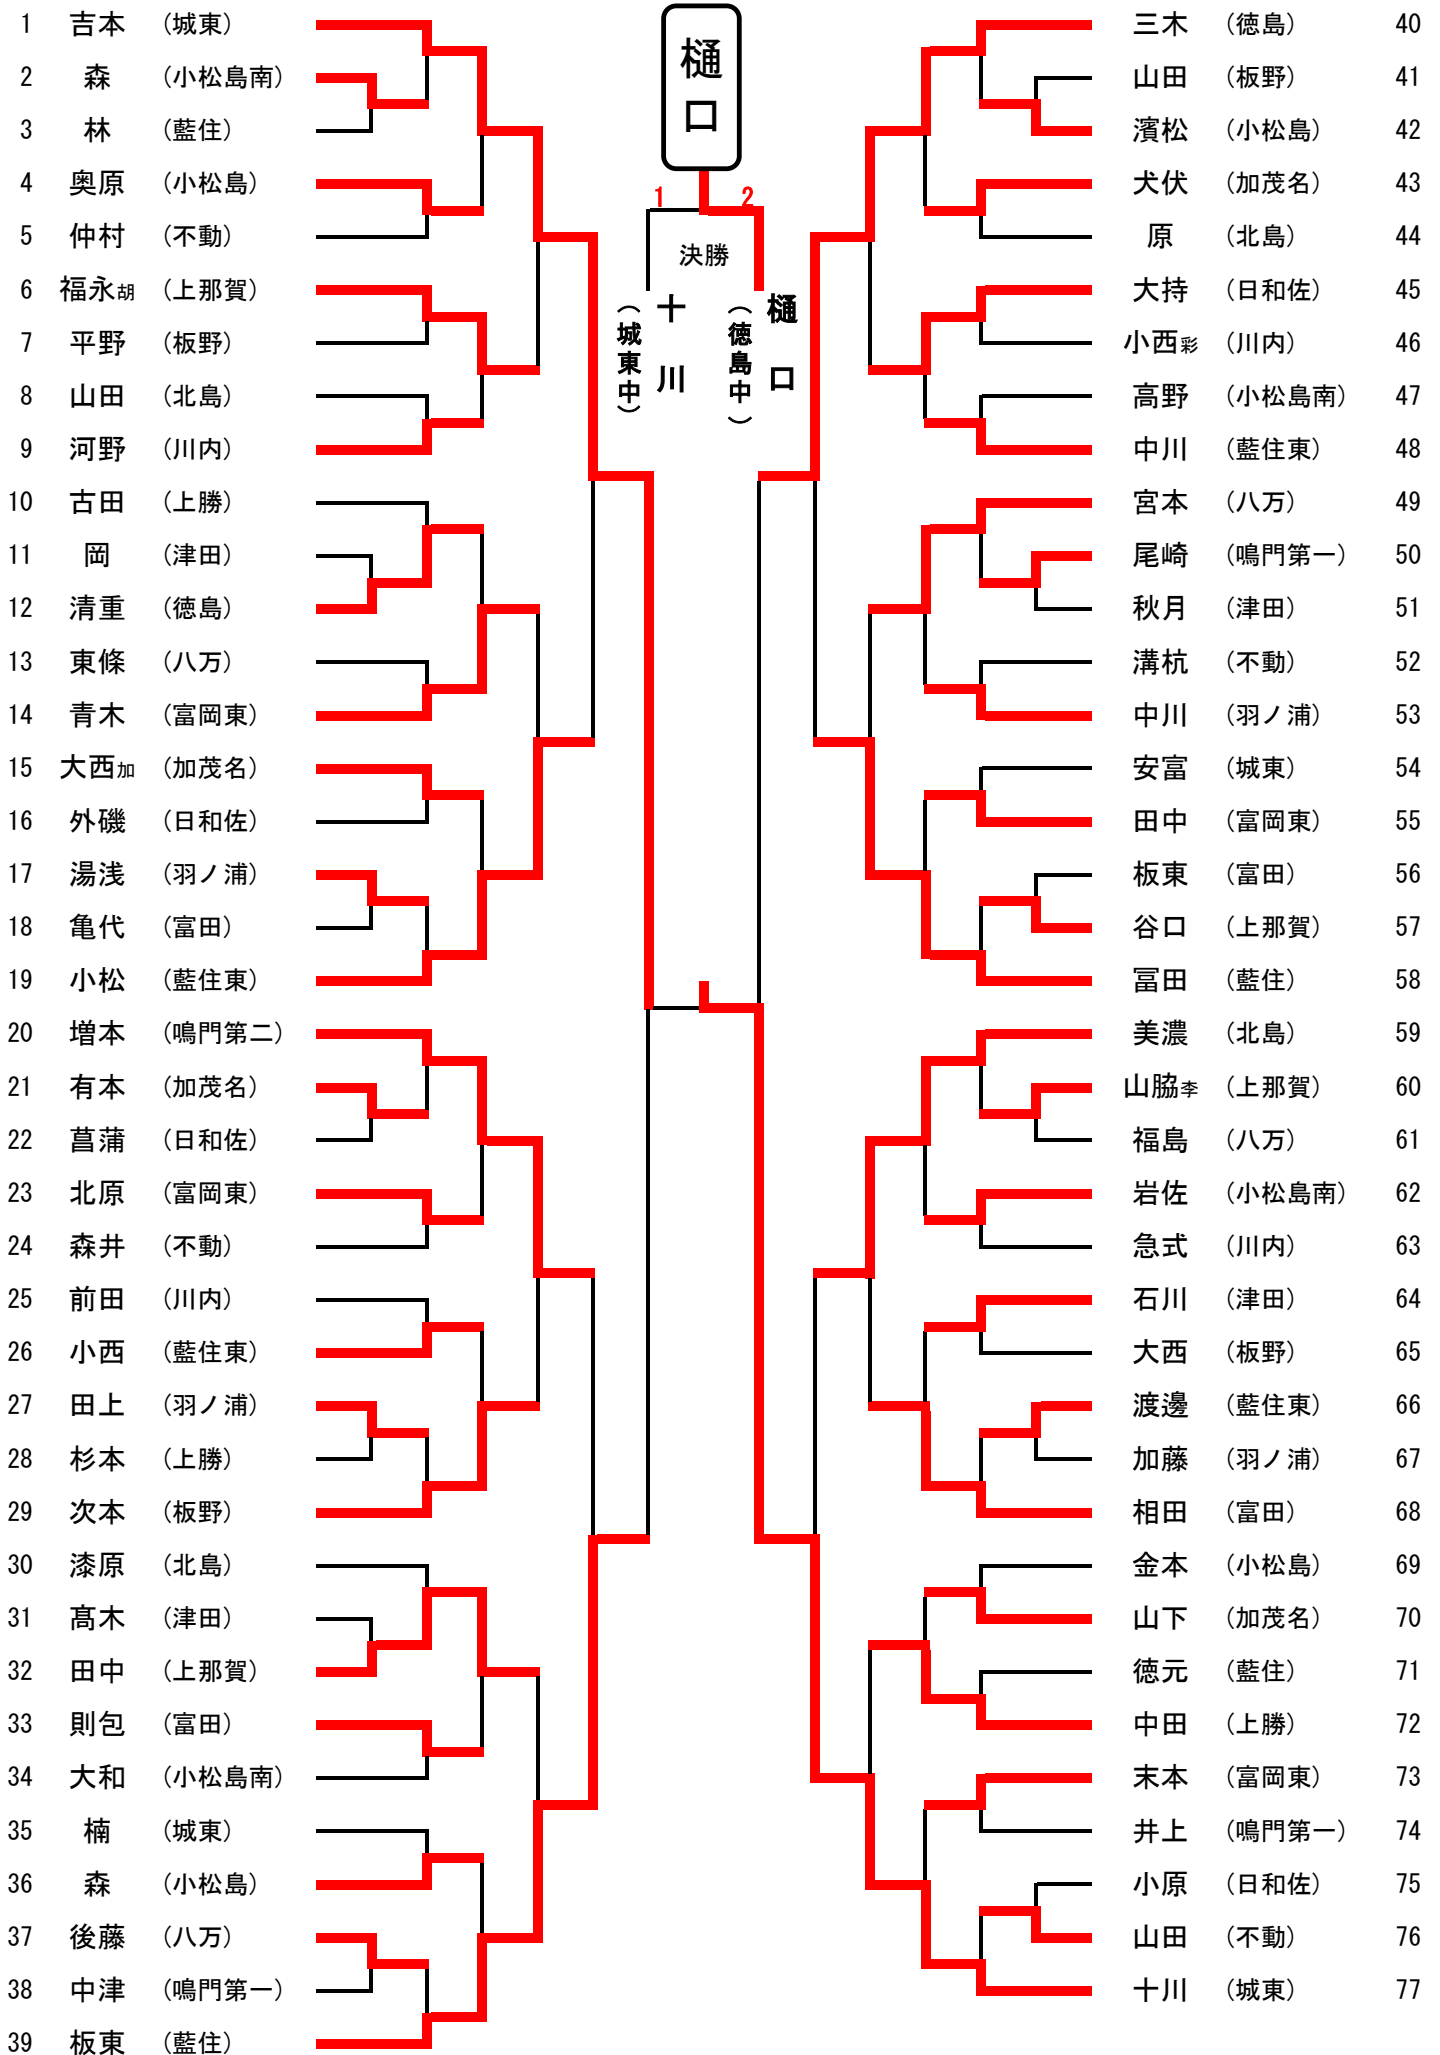 樋口
1 2
決勝
十川
(城東中)
樋口
(徳島中)
1 吉本 (城東)
2 森 (小松島南)
3 林 (藍住)
4 奥原 (小松島)
5 仲村 (不動)
6 福永胡 (上那賀)
7 平野 (板野)
8 山田 (北島)
9 河野 (川内)
10 古田 (上勝)
11 岡 (津田)
12 清重 (徳島)
13 東條 (八万)
14 青木 (富岡東)
15 大西加 (加茂名)
16 外磯 (日和佐)
17 湯浅 (羽ノ浦)
18 亀代 (富田)
19 小松 (藍住東)
20 増本 (鳴門第二)
21 有本 (加茂名)
22 菖蒲 (日和佐)
23 北原 (富岡東)
24 森井 (不動)
25 前田 (川内)
26 小西 (藍住東)
27 田上 (羽ノ浦)
28 杉本 (上勝)
29 次本 (板野)
30 漆原 (北島)
31 髙木 (津田)
32 田中 (上那賀)
33 則包 (富田)
34 大和 (小松島南)
35 楠 (城東)
36 森 (小松島)
37 後藤 (八万)
38 中津 (鳴門第一)
39 板東 (藍住)
三木 (徳島) 40
山田 (板野) 41
濱松 (小松島) 42
犬伏 (加茂名) 43
原 (北島) 44
大持 (日和佐) 45
小西彩 (川内) 46
高野 (小松島南) 47
中川 (藍住東) 48
宮本 (八万) 49
尾崎 (鳴門第一) 50
秋月 (津田) 51
溝杭 (不動) 52
中川 (羽ノ浦) 53
安富 (城東) 54
田中 (富岡東) 55
板東 (富田) 56
谷口 (上那賀) 57
冨田 (藍住) 58
美濃 (北島) 59
山脇李 (上那賀) 60
福島 (八万) 61
岩佐 (小松島南) 62
急式 (川内) 63
石川 (津田) 64
大西 (板野) 65
渡邊 (藍住東) 66
加藤 (羽ノ浦) 67
相田 (富田) 68
金本 (小松島) 69
山下 (加茂名) 70
徳元 (藍住) 71
中田 (上勝) 72
末本 (富岡東) 73
井上 (鳴門第一) 74
小原 (日和佐) 75
山田 (不動) 76
十川 (城東) 77